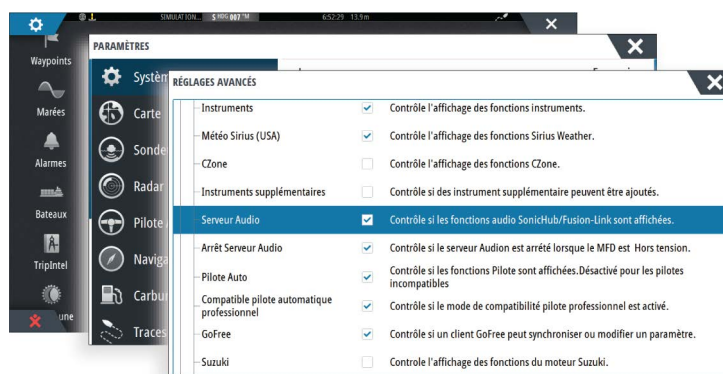 SIMULATION... S HDG 007 °M 6:52:29 13.9 m
Waypoints
Marées
Alarmes
Bateaux
TripIntel
une
PARAMÈTRES
Systèm
Carte
Sonde
Radar
Pilote
Naviga
Carbur
Traces
RÉGLAGES AVANCÉS
Instruments Contrôle l'affichage des fonctions instruments.
Météo Sirius (USA) Contrôle l'affichage des fonctions Sirius Weather.
CZone Contrôle l'affichage des fonctions CZone.
Instruments supplémentaires Contrôle si des instrument supplémentaire peuvent être ajoutés.
Serveur Audio Contrôle si les fonctions audio SonicHub/Fusion-Link sont affichées.
Arrêt Serveur Audio Contrôle si le serveur Audion est arrété lorsque le MFD est Hors tension.
Pilote Auto Contrôle si les fonctions Pilote sont affichées.Désactivé pour les pilotes
incompatibles
Compatible pilote automatique
professionnel Contrôle si le mode de compatibilité pilote professionnel est activé.
GoFree Contrôle si un client GoFree peut synchroniser ou modifier un paramètre.
Suzuki Controle l'affichage des fonctions du moteur Suzuki.